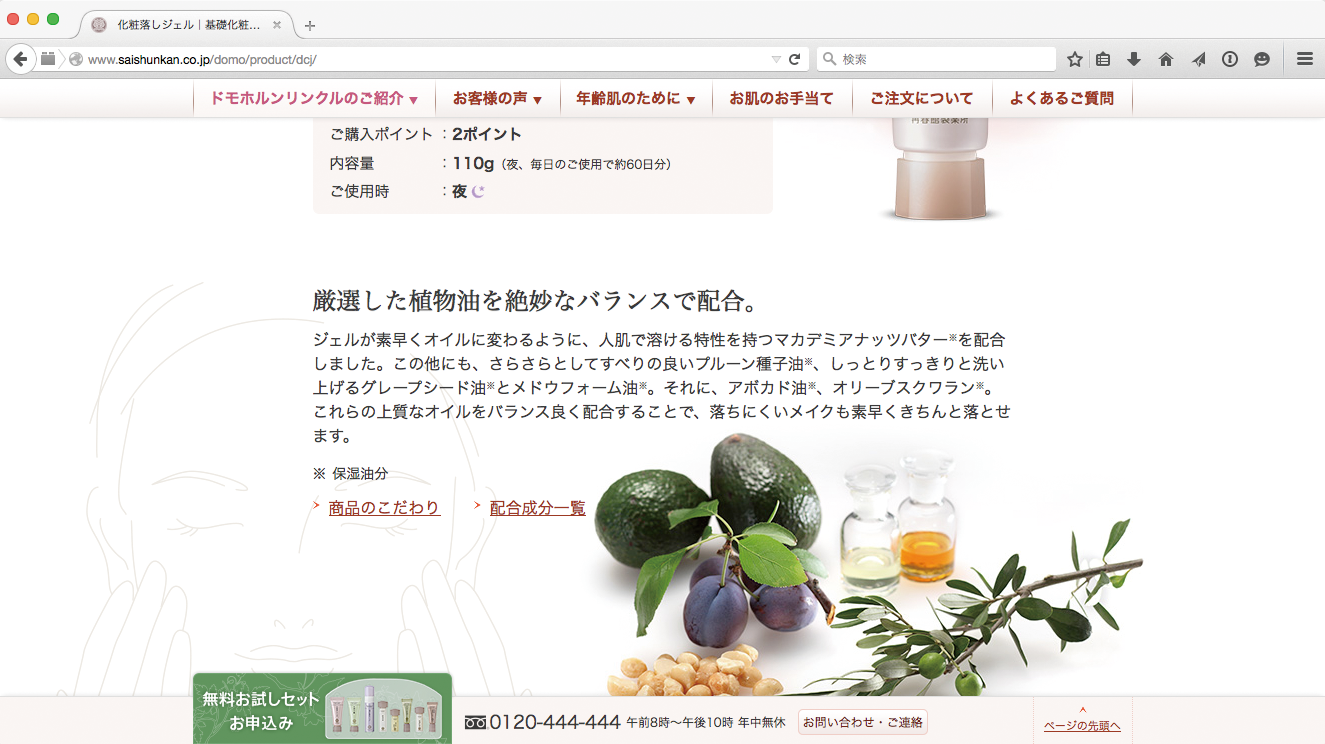 化粧落しジェル｜基礎化粧...
www.saishunkan.co.jp/domo/product/dcj/
検索
ドモホルンリンクルのご紹介 ▼
お客様の声 ▼
年齢肌のために ▼
お肌のお手当て
ご注文について
よくあるご質問
再春館製薬所
ご購入ポイント：2ポイント
内容量：110g（夜、毎日のご使用で約60日分）
ご使用時：夜
厳選した植物油を絶妙なバランスで配合。
ジェルが素早くオイルに変わるように、人肌で溶ける特性を持つマカデミアナッツバター※を配合
しました。この他にも、さらさらとしてすべりの良いプルーン種子油※、しっとりすっきりと洗い
上げるグレープシード油※とメドウフォーム油※。それに、アボカド油※、オリーブスクワラン※。
これらの上質なオイルをバランス良く配合することで、落ちにくいメイクも素早くきちんと落とせ
ます。
※ 保湿油分
商品のこだわり
配合成分一覧
無料お試しセット
お申込み
0120-444-444 午前8時～午後10時 年中無休
お問い合わせ・ご連絡
ページの先頭へ